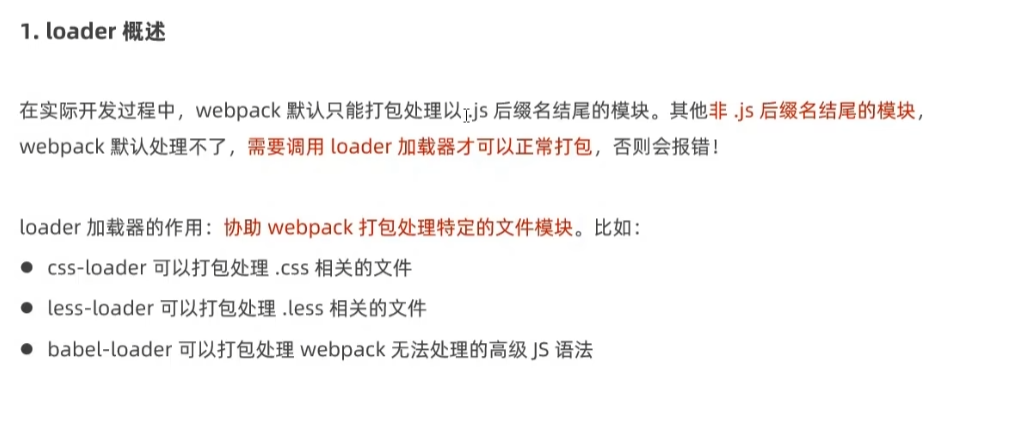 1. loader 概述
在实际开发过程中，webpack 默认只能打包处理以 .js 后缀名结尾的模块。其他非 .js 后缀名结尾的模块，
webpack 默认处理不了，需要调用 loader 加载器才可以正常打包，否则会报错！
loader 加载器的作用：协助 webpack 打包处理特定的文件模块。比如：
● css-loader 可以打包处理 .css 相关的文件
● less-loader 可以打包处理 .less 相关的文件
● babel-loader 可以打包处理 webpack 无法处理的高级 JS 语法